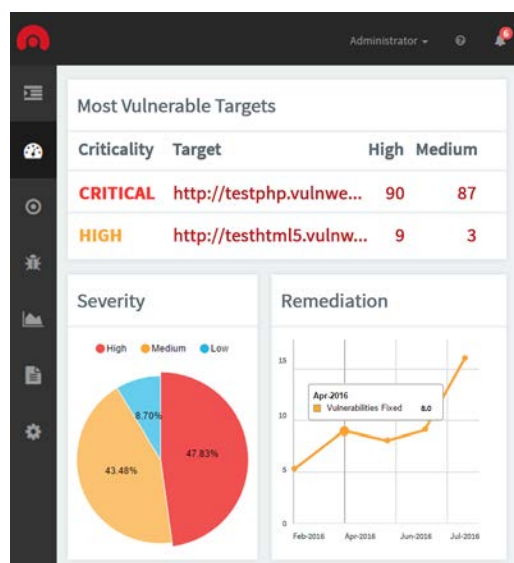 Administrator
6
Most Vulnerable Targets
Criticality Target High Medium
CRITICAL http://testphp.vulnwe... 90 87
HIGH http://testhtml5.vulnw... 9 3
Severity
High Medium Low
8.70%
47.83%
43.48%
Remediation
15
Apr-2016
Vulnerabilities Fixed 8.0
10
5
0
Feb-2016 Apr-2016 Jun-2016 Jul-2016